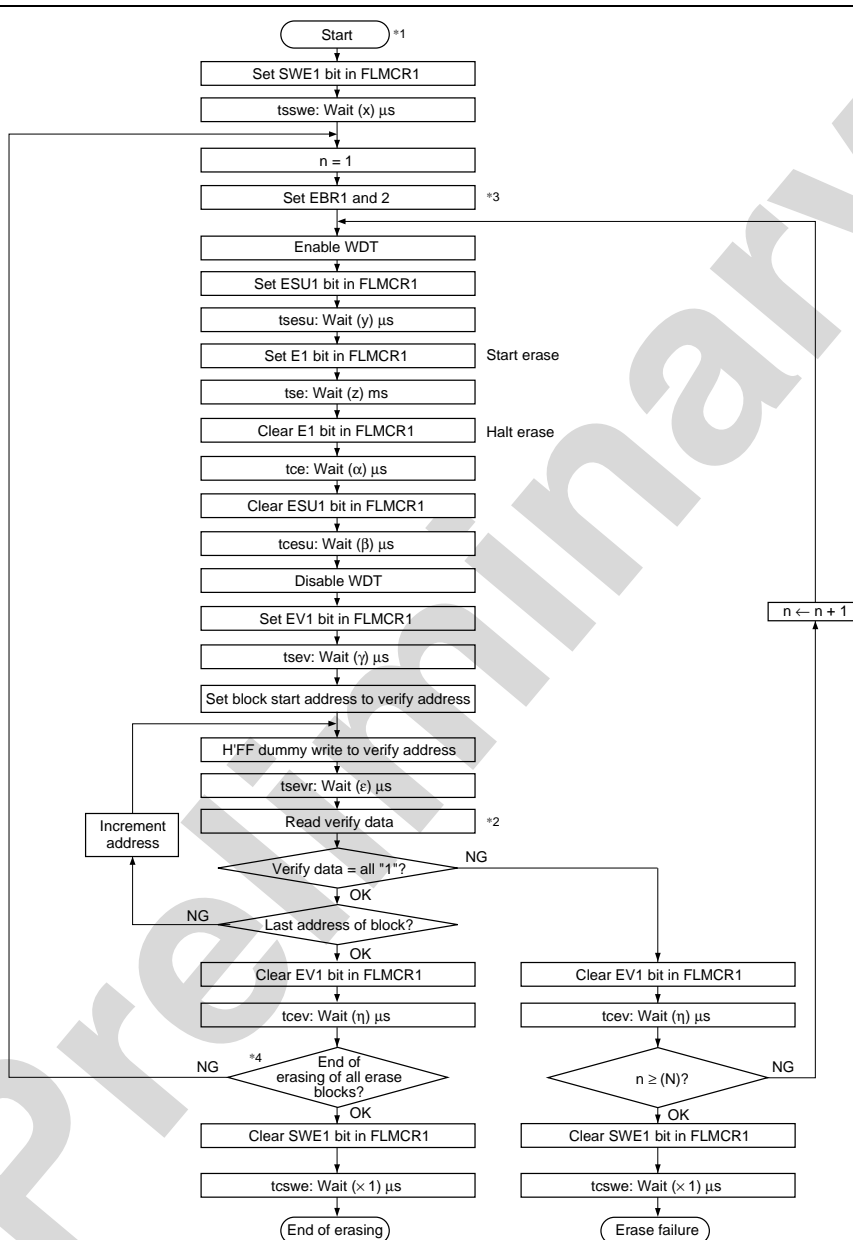 Start *1
Set SWE1 bit in FLMCR1
tsswe: Wait (x) μs
n = 1
Set EBR1 and 2 *3
Enable WDT
Set ESU1 bit in FLMCR1
tsesu: Wait (y) μs
Set E1 bit in FLMCR1 Start erase
tse: Wait (z) ms
Clear E1 bit in FLMCR1 Halt erase
tce: Wait (α) μs
Clear ESU1 bit in FLMCR1
tcesu: Wait (β) μs
Disable WDT
n ← n + 1
Set EV1 bit in FLMCR1
tsev: Wait (γ) μs
Set block start address to verify address
H'FF dummy write to verify address
tsevr: Wait (ε) μs
Read verify data *2
Increment
address
Verify data = all "1"? NG
OK
NG Last address of block?
OK
Clear EV1 bit in FLMCR1 Clear EV1 bit in FLMCR1
tcev: Wait (η) μs tcev: Wait (η) μs
NG *4 End of
erasing of all erase
blocks?
n ≥ (N)? NG
OK OK
Clear SWE1 bit in FLMCR1 Clear SWE1 bit in FLMCR1
tcswe: Wait (× 1) μs tcswe: Wait (× 1) μs
End of erasing Erase failure
Preliminary